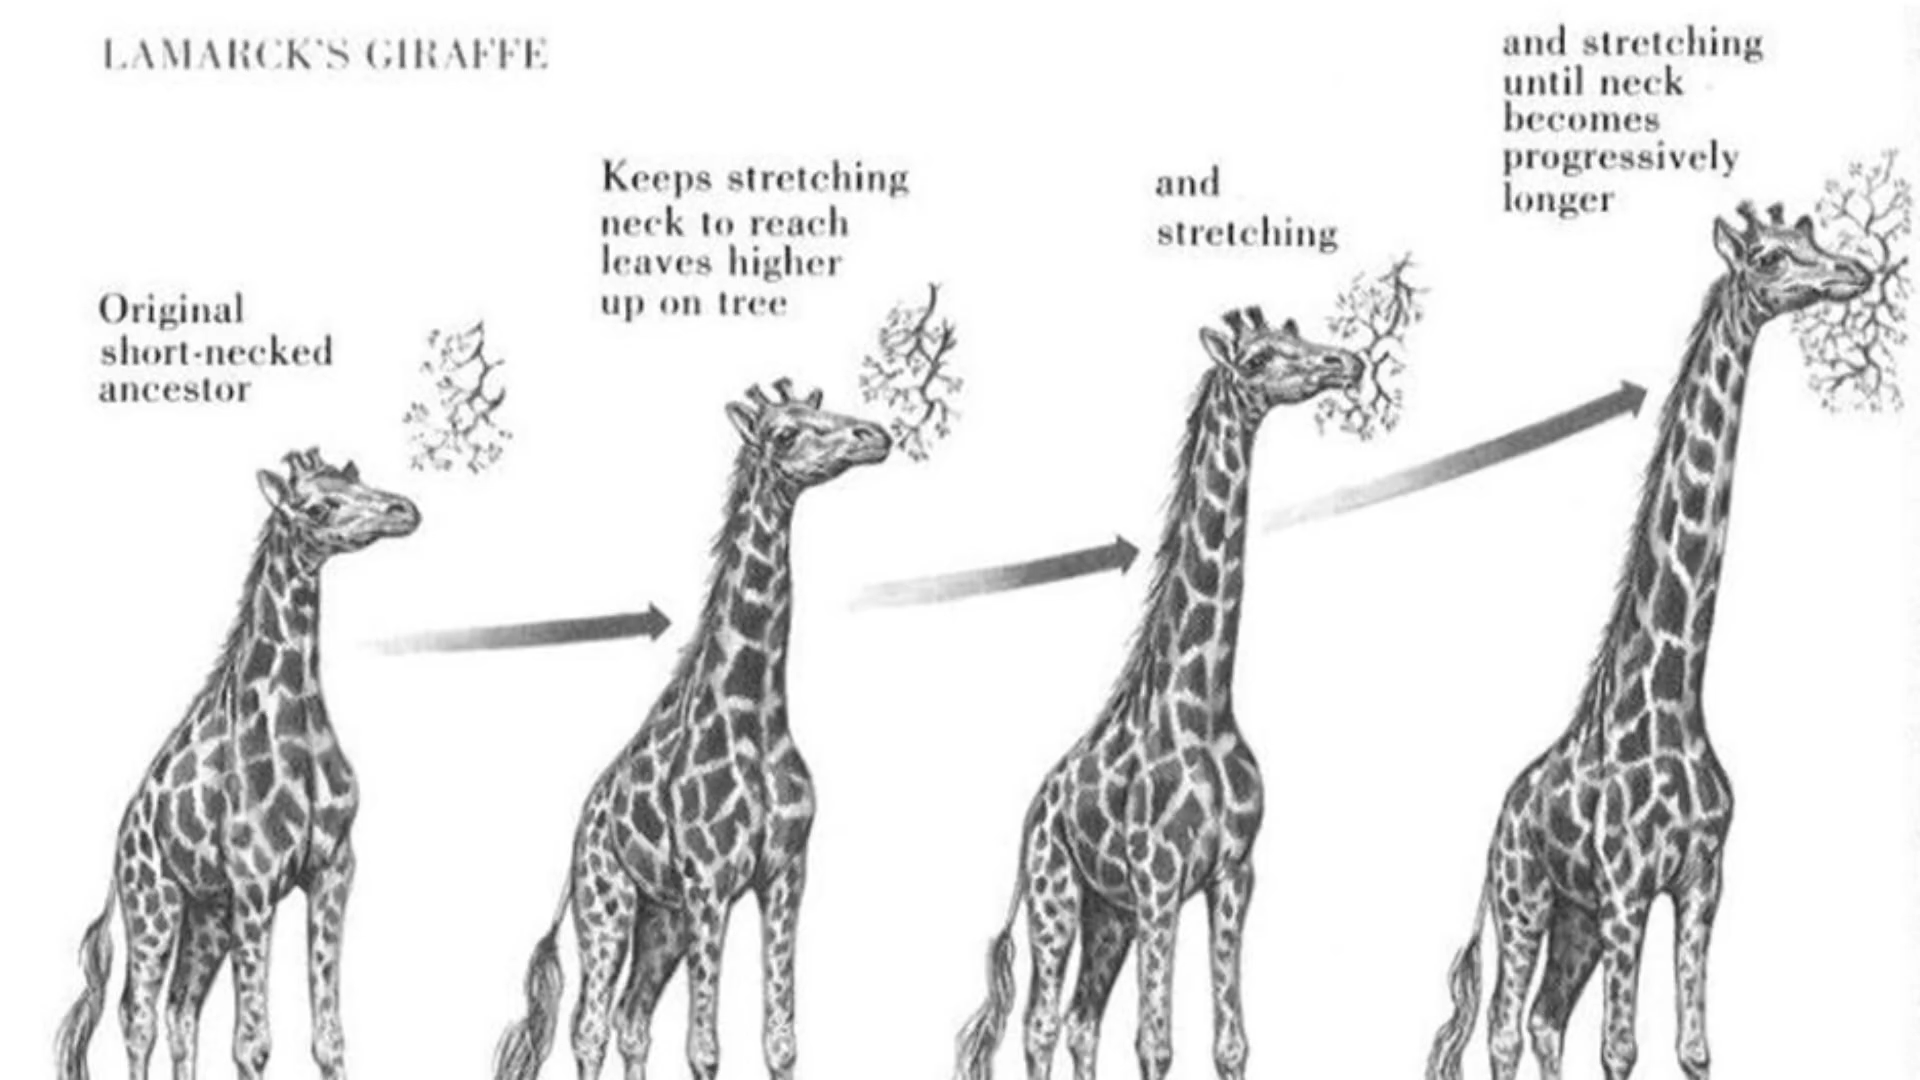 LAMARCK'S GIRAFFE
Original
short-necked
ancestor
Keeps stretching
neck to reach
leaves higher
up on tree
and
stretching
and stretching
until neck
becomes
progressively
longer